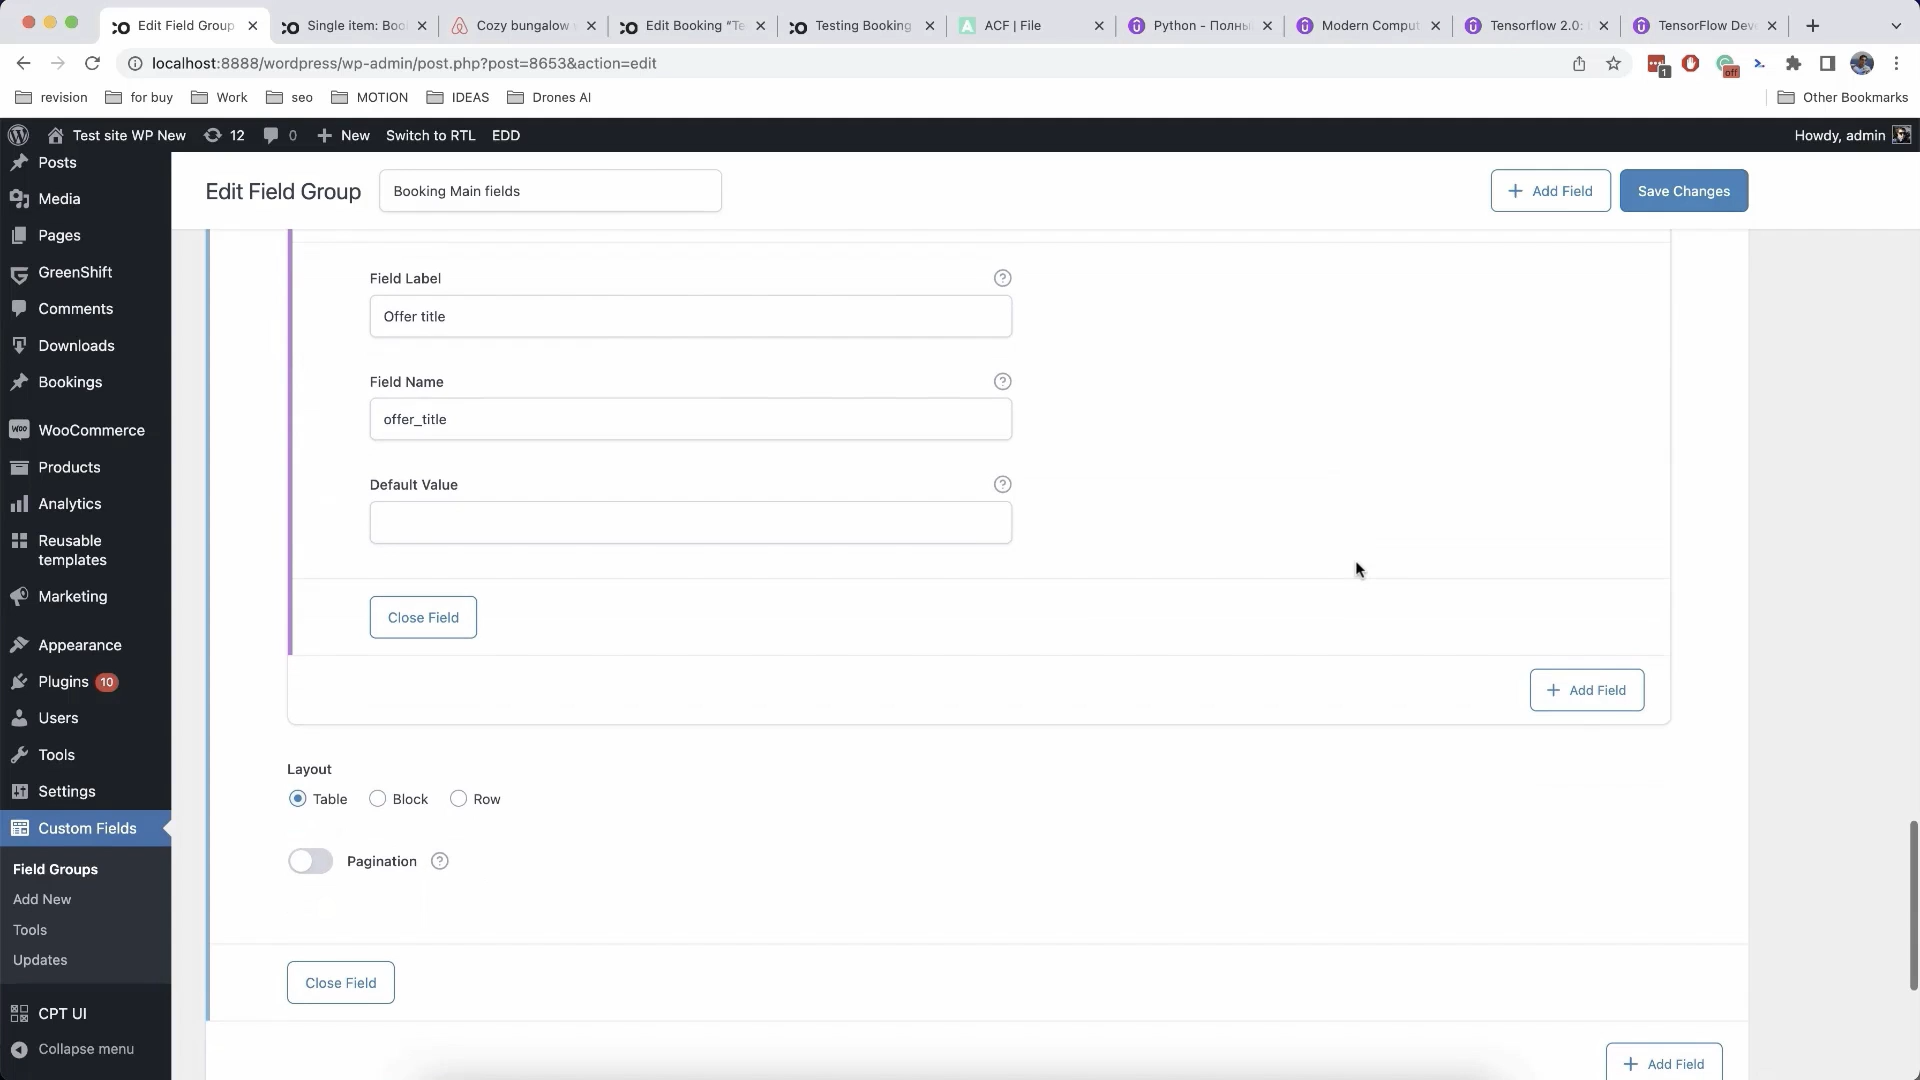 Edit Field Group
Single item: Boo
Cozy bungalow
Edit Booking “Te
Testing Booking
ACF | File
Python - Полны
Modern Comput
Tensorflow 2.0:
TensorFlow Dev
localhost:8888/wordpress/wp-admin/post.php?post=8653&action=edit
1
off
revision
for buy
Work
seo
MOTION
IDEAS
Drones AI
Other Bookmarks
Test site WP New
12
0
New
Switch to RTL
EDD
Howdy, admin
Posts
Media
Pages
GreenShift
Comments
Downloads
Bookings
WOO
WooCommerce
Products
Analytics
Reusable
templates
Marketing
Appearance
Plugins 10
Users
Tools
Settings
Custom Fields
Field Groups
Add New
Tools
Updates
CPT UI
Collapse menu
Edit Field Group
Booking Main fields
+ Add Field
Save Changes
Field Label
?
Offer title
Field Name
?
offer_title
Default Value
?
Close Field
+ Add Field
Layout
Table
Block
Row
Pagination ?
Close Field
+ Add Field